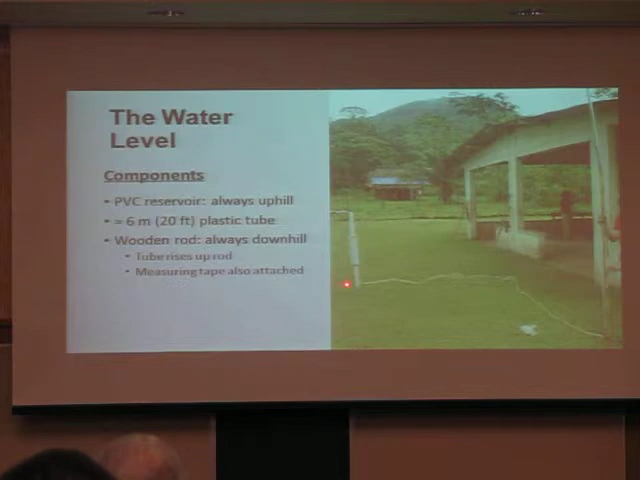 The Water
Level
Components
• PVC reservoir: always uphill
• ≈ 6 m (20 ft) plastic tube
• Wooden rod: always downhill
• Tube rises up rod
• Measuring tape also attached